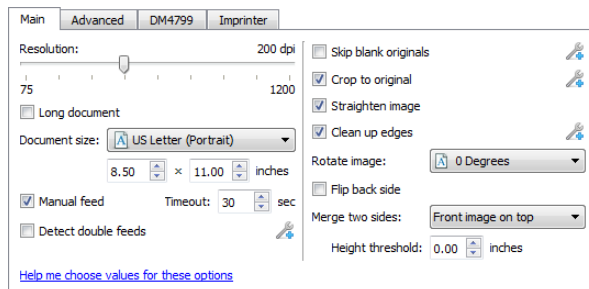 Main Advanced DM4799 Imprinter
Resolution: 200 dpi
75 1200
Long document
Document size: US Letter (Portrait)
8.50 × 11.00 inches
Manual feed Timeout: 30 sec
Detect double feeds
Help me choose values for these options
Skip blank originals
Crop to original
Straighten image
Clean up edges
Rotate image: 0 Degrees
Flip back side
Merge two sides: Front image on top
Height threshold: 0.00 inches